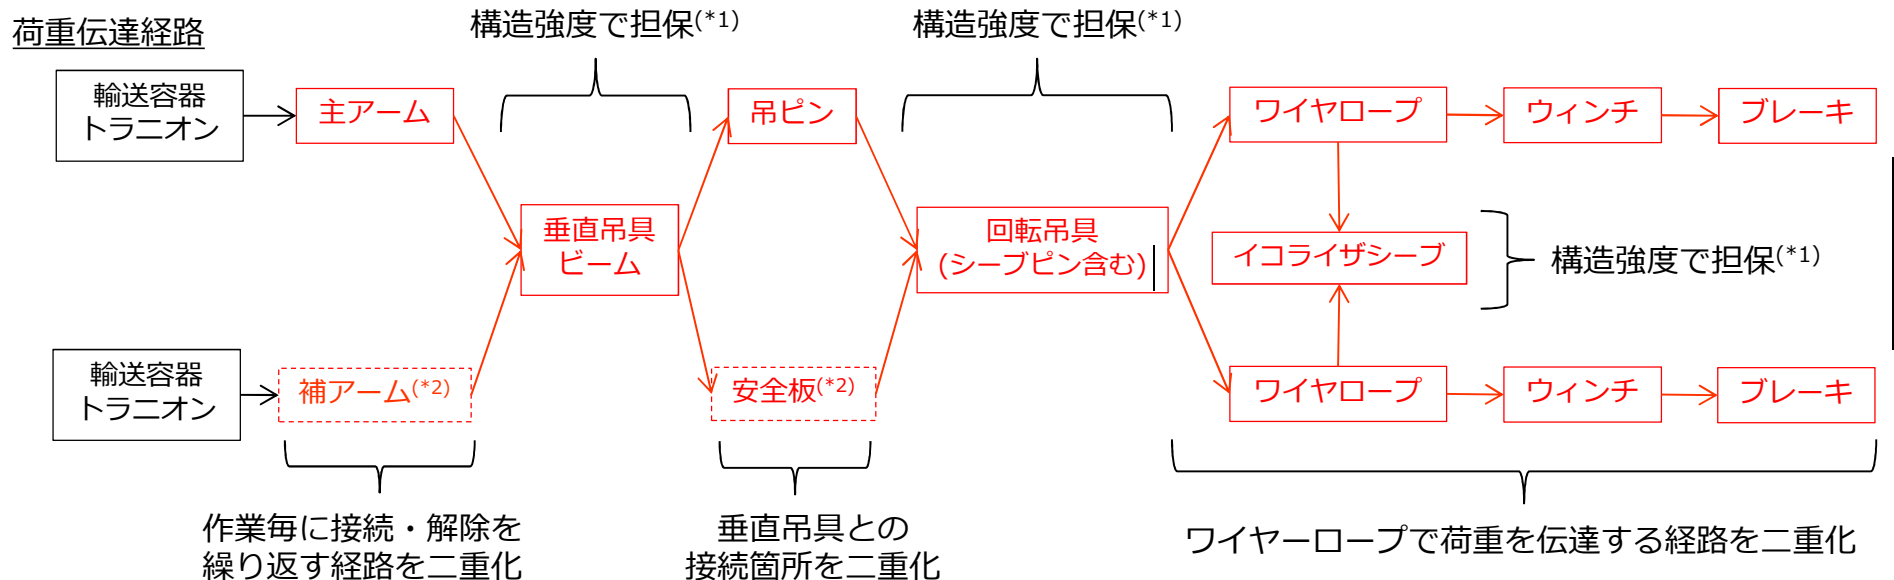 荷重伝達経路
構造強度で担保(*1)
構造強度で担保(*1)
輸送容器
トラニオン
主アーム
吊ピン
ワイヤロープ
ウィンチ
ブレーキ
垂直吊具
ビーム
回転吊具
(シーブピン含む)
イコライザシーブ
構造強度で担保(*1)
輸送容器
トラニオン
補アーム(*2)
安全板(*2)
ワイヤロープ
ウィンチ
ブレーキ
作業毎に接続・解除を
繰り返す経路を二重化
垂直吊具との
接続箇所を二重化
ワイヤーロープで荷重を伝達する経路を二重化